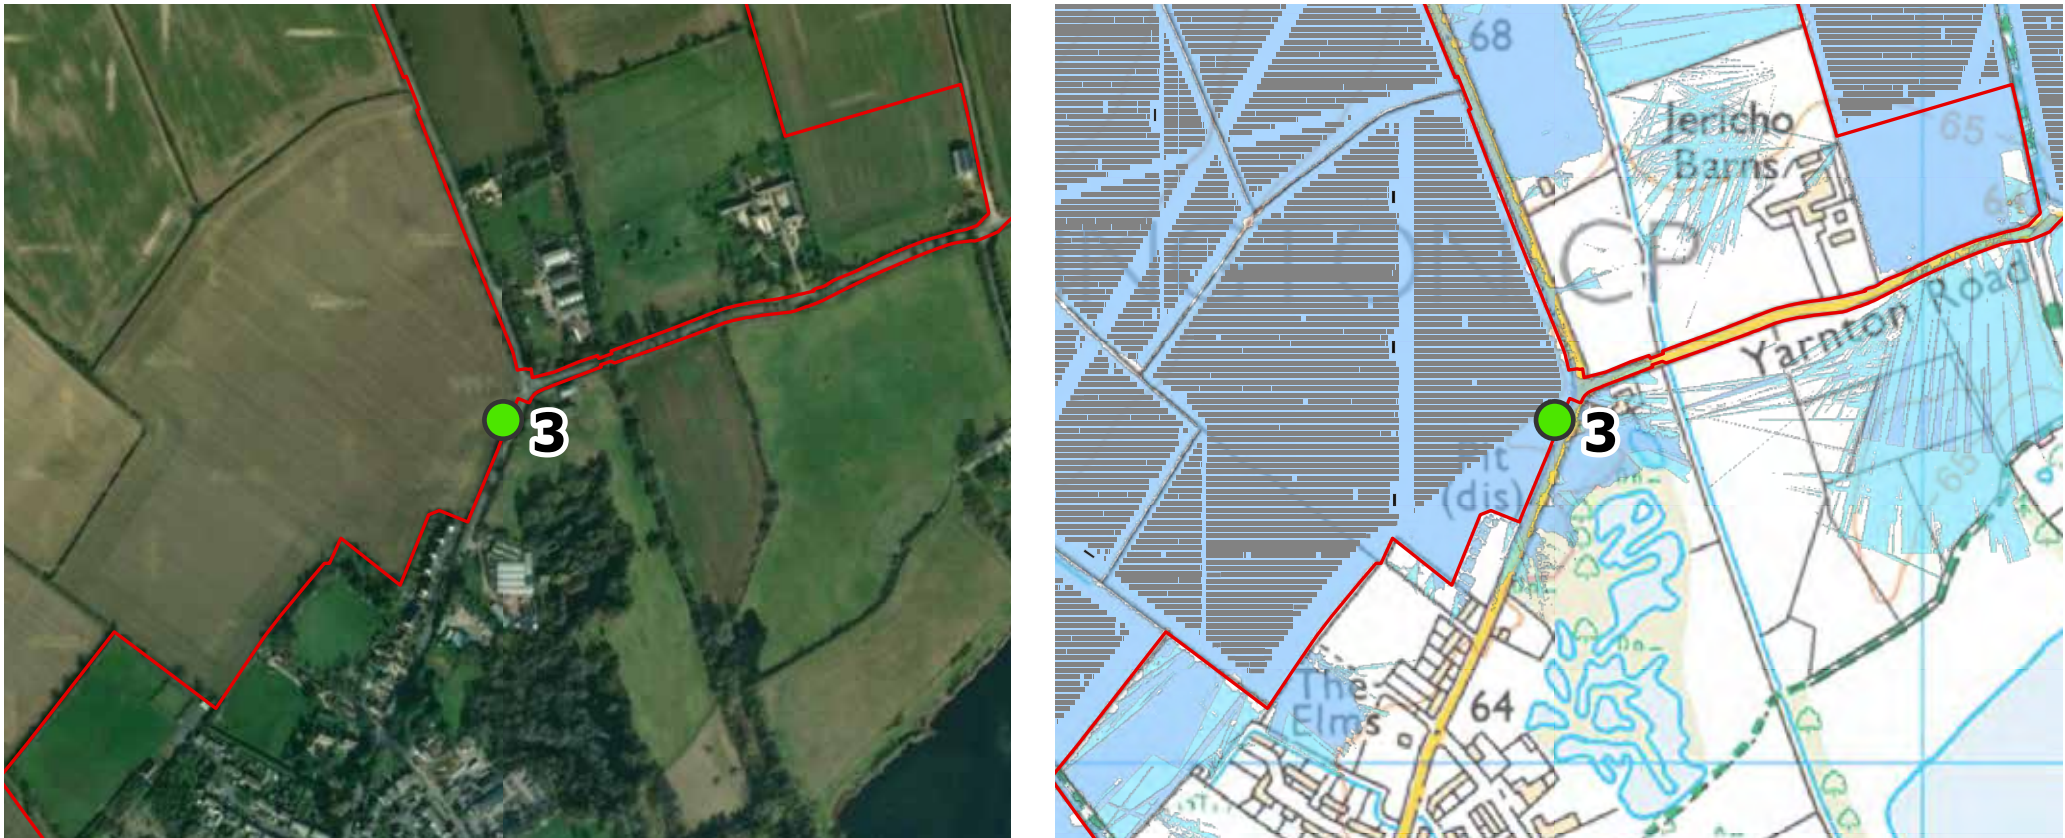 3
68
Jericho
Barns
65
CP
Yarnton Road
3
Pit
(dis)
65
The
Elms
64